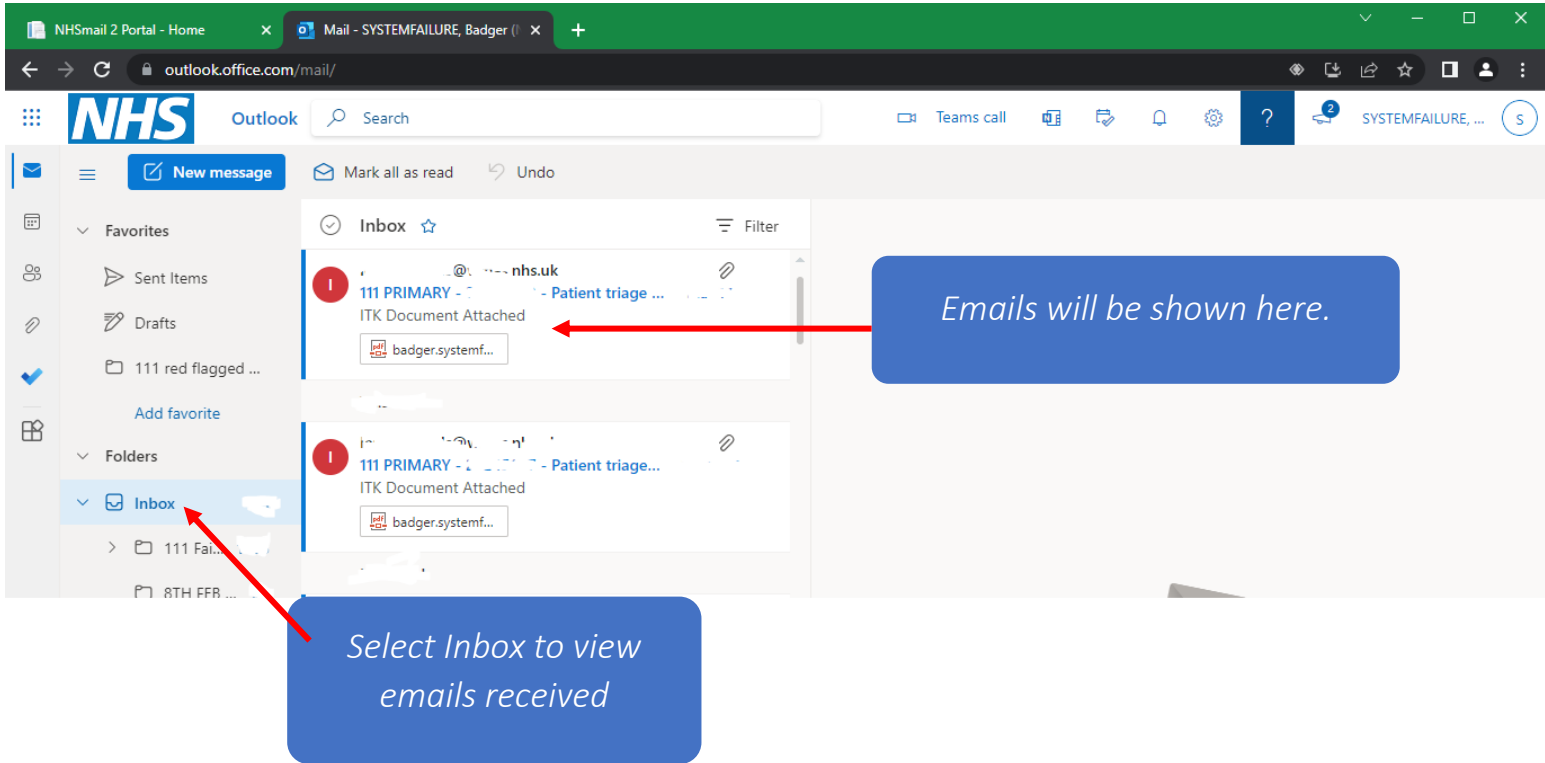 NHSmail 2 Portal - Home
Mail - SYSTEMFAILURE, Badger (
outlook.office.com/mail/
NHS
Outlook
Search
Teams call
?
2
SYSTEMFAILURE, ...
S
New message
Mark all as read
Undo
Favorites
Sent Items
Drafts
111 red flagged ...
Add favorite
Folders
Inbox
111 Fai...
8TH FEB ...
Inbox
Filter
I
@ nhs.uk
111 PRIMARY - - Patient triage ...
ITK Document Attached
pdf
badger.systemf...
I
111 PRIMARY - - Patient triage...
ITK Document Attached
pdf
badger.systemf...
Emails will be shown here.
Select Inbox to view
emails received